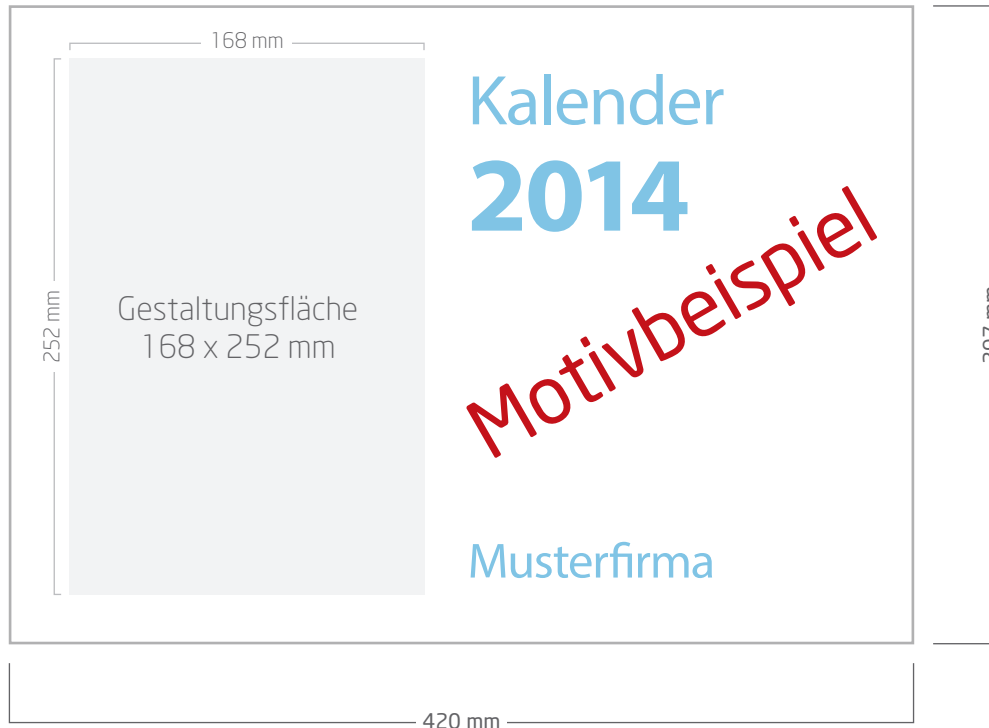 168 mm
Kalender
2014
252 mm
Gestaltungsfläche
168 x 252 mm
Motivbeispiel
Musterfirma
420 mm